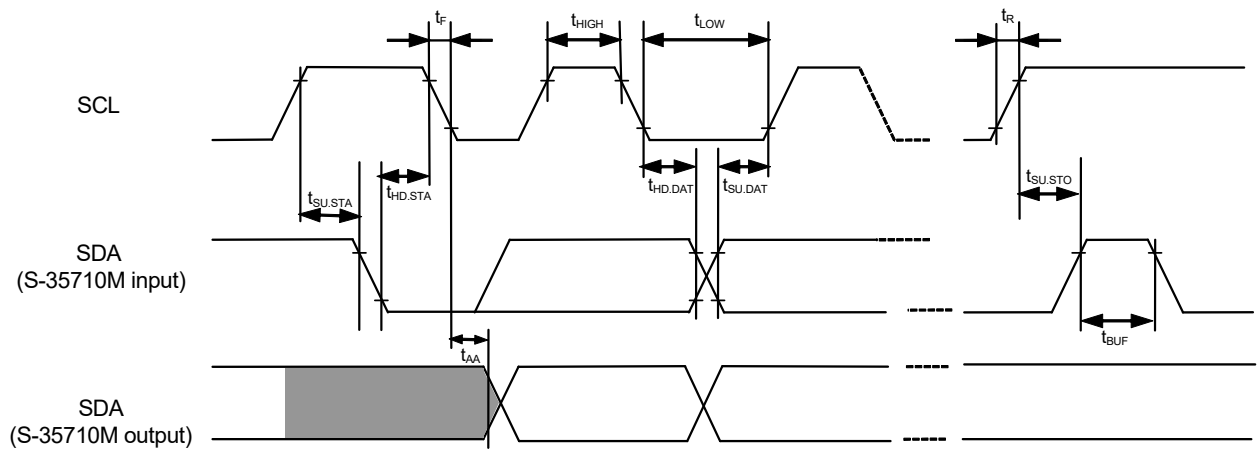 tF
tHIGH
tLOW
tR
SCL
tSU.STA
tHD.STA
tHD.DAT
tSU.DAT
tSU.STO
SDA
(S-35710M input)
tBUF
tAA
SDA
(S-35710M output)